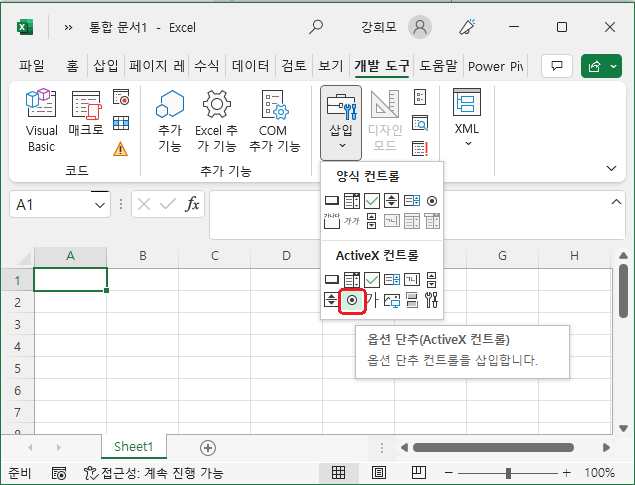 » 통합 문서1 - Excel 강희모
파일 홈 삽입 페이지 레 수식 데이터 검토 보기 개발 도구 도움말 Power Piv
Visual Basic 매크로 추가 기능 Excel 추가 기능 COM 추가 기능 삽입 디자인 모드 XML
코드 추가 기능
양식 컨트롤
A1 fx
가나다 가가
ActiveX 컨트롤
A B C D G H
1
가
2
3
옵션 단추(ActiveX 컨트롤)
4
옵션 단추 컨트롤을 삽입합니다.
5
6
7
8
Sheet1
준비 접근성: 계속 진행 가능 100%